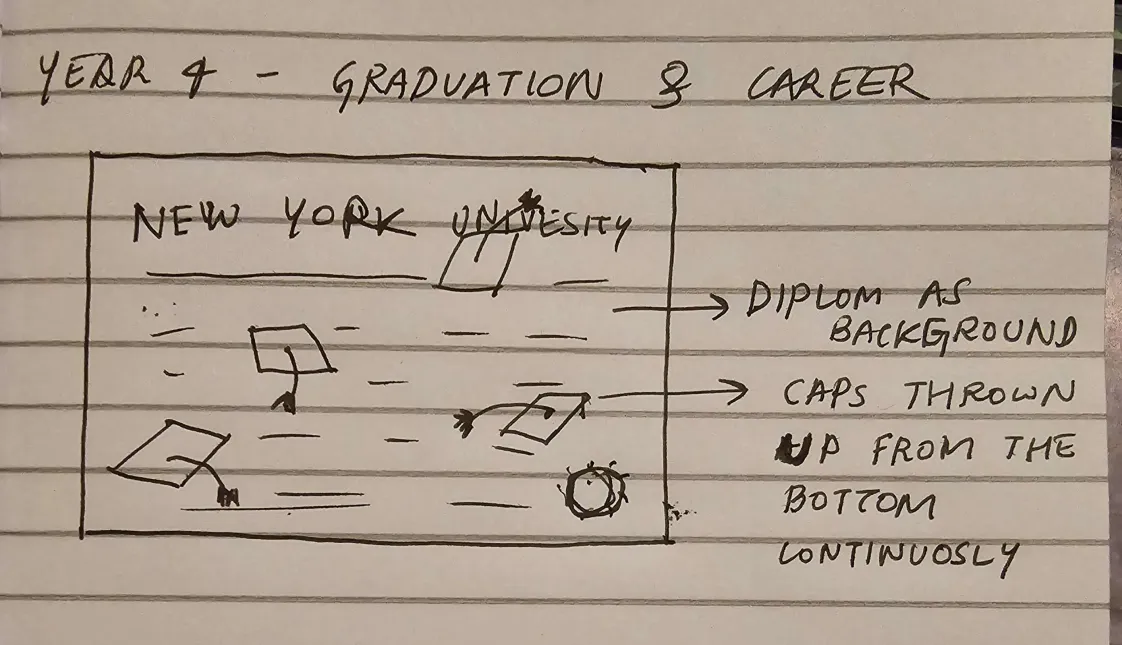 YEAR 4 - GRADUATION & CAREER
NEW YORK UNIVESITY
DIPLOM AS
BACKGROUND
CAPS THROWN
UP FROM THE
BOTTOM
CONTINUOSLY